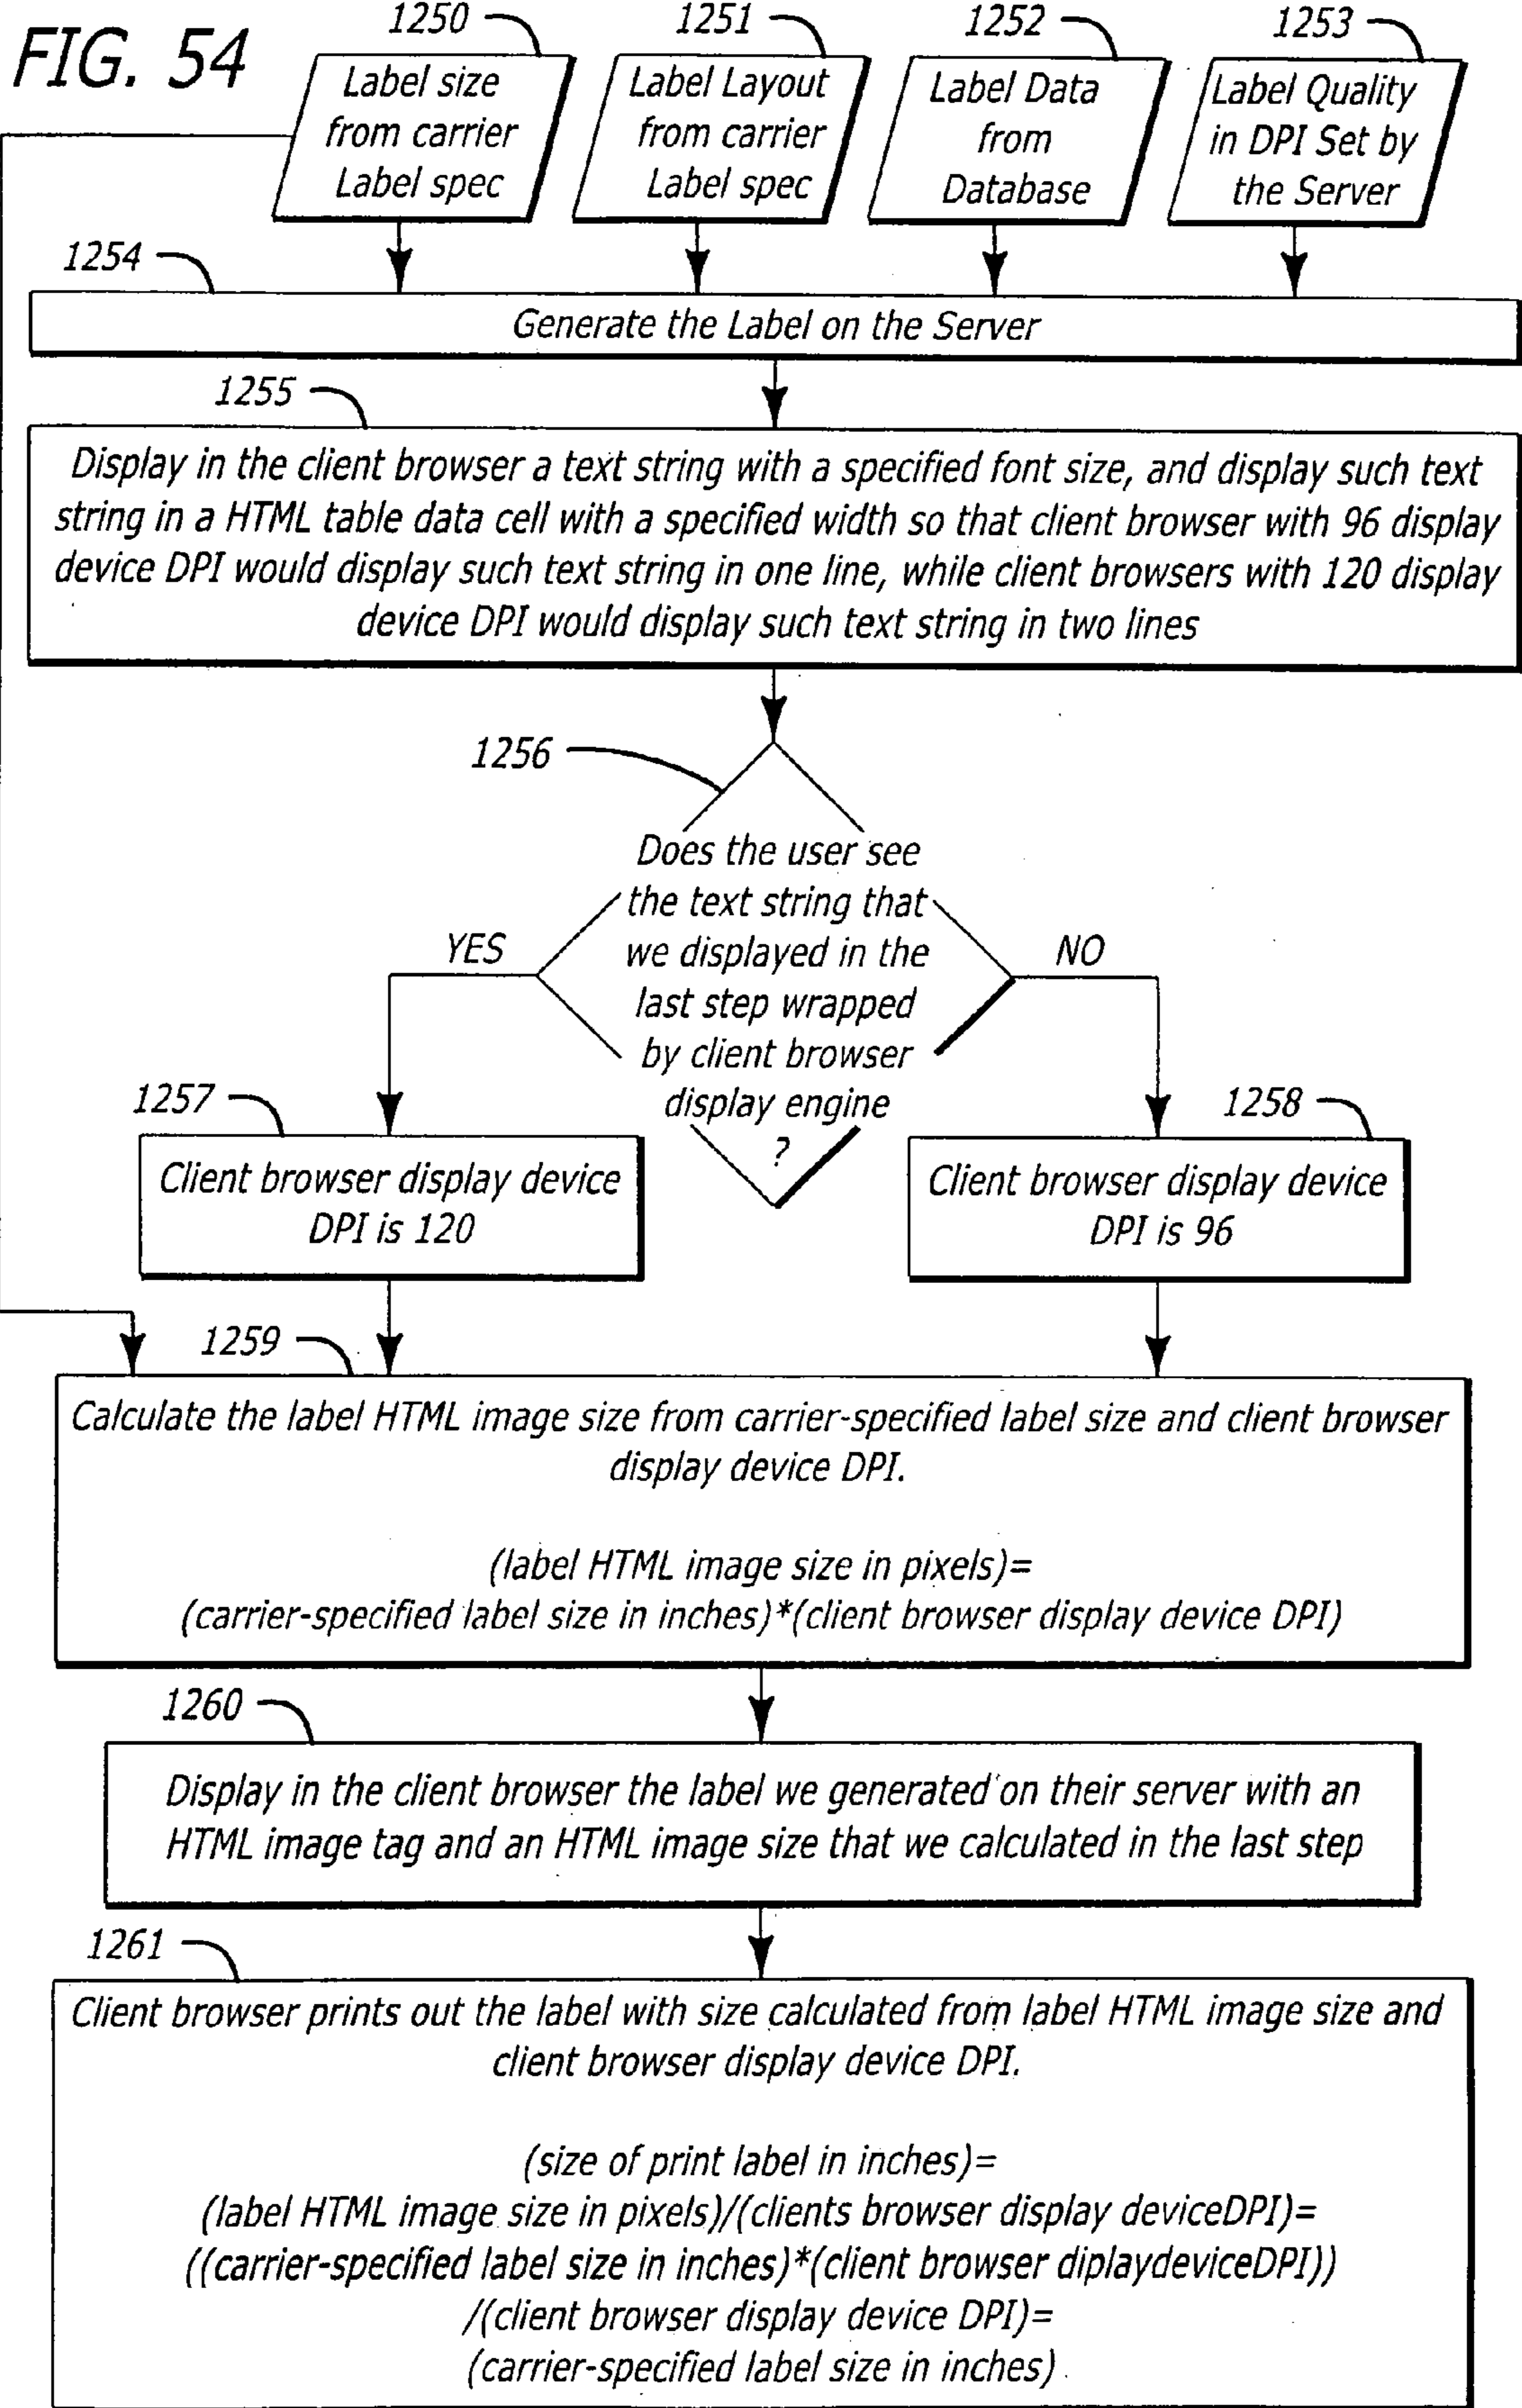 FIG. 54
1250
1251
1252
1253
Label size
from carrier
Label spec
Label Layout
from carrier
Label spec
Label Data
from
Database
Label Quality
in DPI Set by
the Server
1254
Generate the Label on the Server
1255
Display in the client browser a text string with a specified font size, and display such text
string in a HTML table data cell with a specified width so that client browser with 96 display
device DPI would display such text string in one line, while client browsers with 120 display
device DPI would display such text string in two lines
1256
Does the user see
the text string that
we displayed in the
last step wrapped
by client browser
display engine
?
YES
NO
1257
Client browser display device
DPI is 120
1258
Client browser display device
DPI is 96
1259
Calculate the label HTML image size from carrier-specified label size and client browser
display device DPI.
(label HTML image size in pixels)=
(carrier-specified label size in inches)*(client browser display device DPI)
1260
Display in the client browser the label we generated on their server with an
HTML image tag and an HTML image size that we calculated in the last step
1261
Client browser prints out the label with size calculated from label HTML image size and
client browser display device DPI.
(size of print label in inches)=
(label HTML image size in pixels)/(clients browser display deviceDPI)=
((carrier-specified label size in inches)*(client browser diplaydeviceDPI))
/(client browser display device DPI)=
(carrier-specified label size in inches)